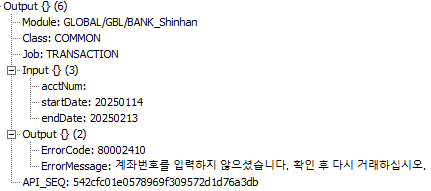 Output {} (6)
Module: GLOBAL/GBL/BANK_Shinhan
Class: COMMON
Job: TRANSACTION
Input {} (3)
acctNum:
startDate: 20250114
endDate: 20250213
Output {} (2)
ErrorCode: 80002410
ErrorMessage: 계좌번호를 입력하지 않으셨습니다. 확인 후 다시 거래하십시오.
API_SEQ: 542cfc01e0578969f309572d1d76a3db